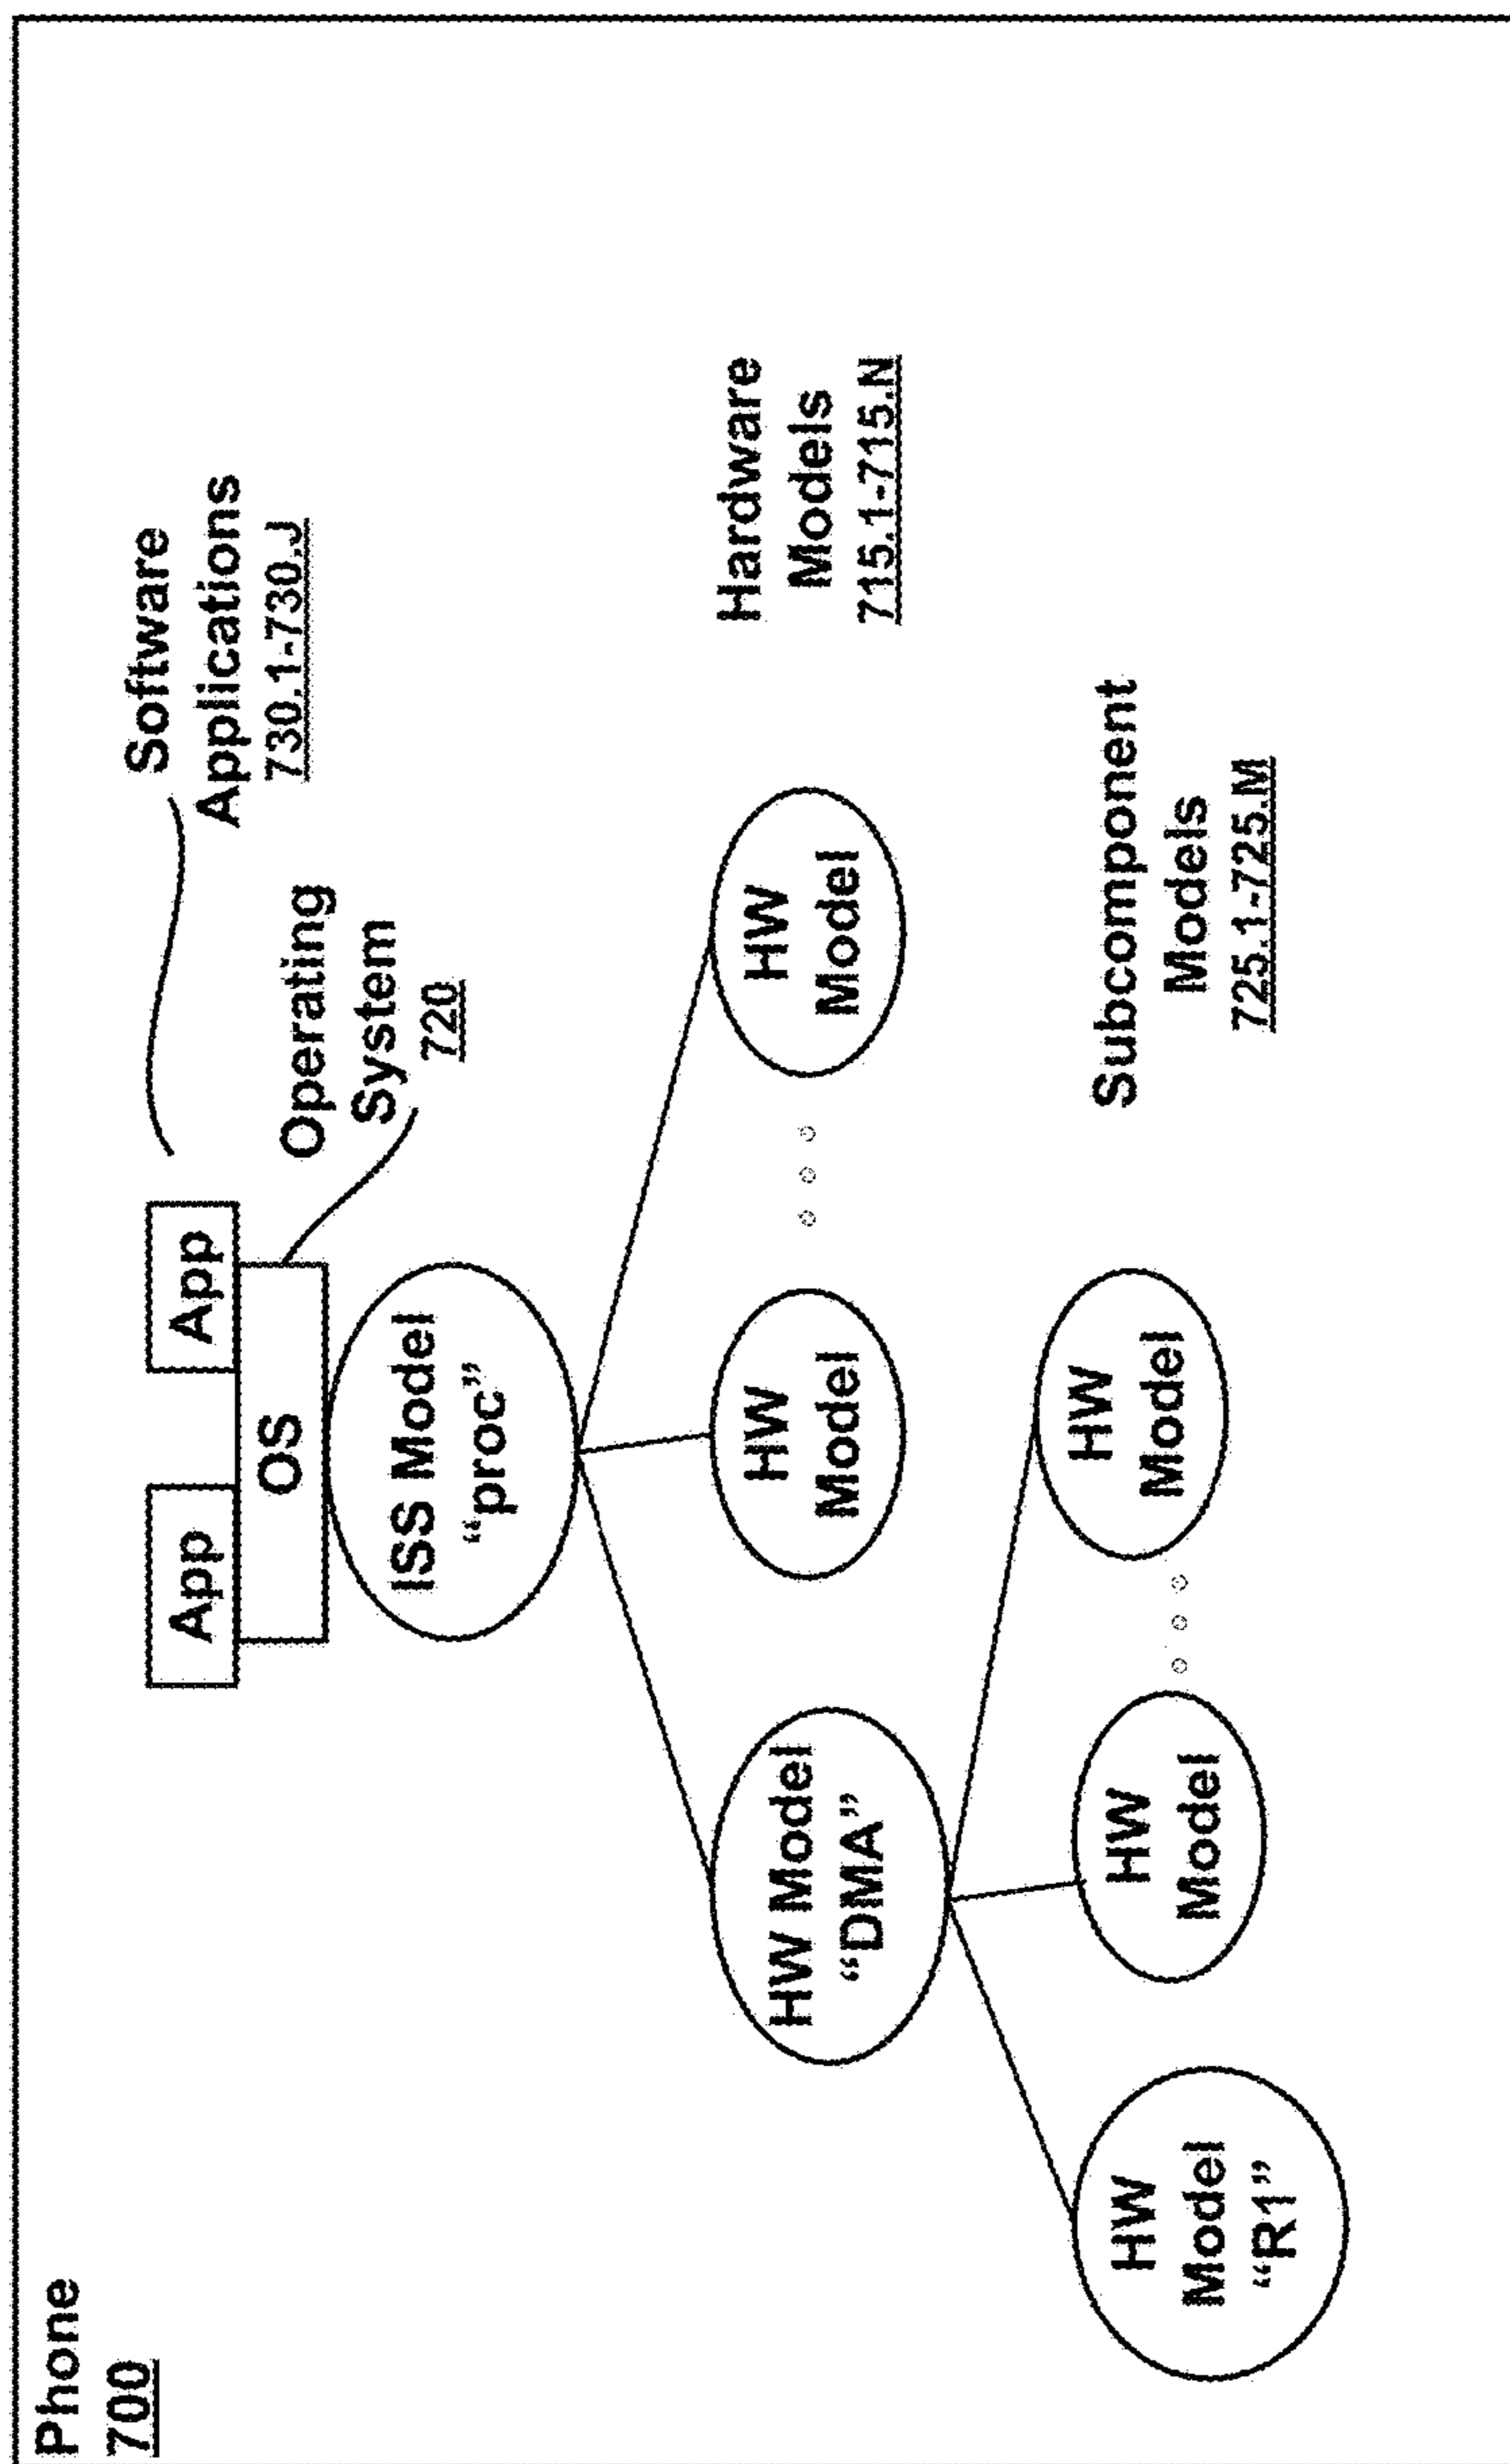 Phone
700
Software
Applications
730.1-730.J
App
App
Operating
System
720
OS
ISS Model
“proc”
HW Model
“DMA”
HW
Model
HW
Model
Hardware
Models
715.1-715.N
HW
Model
“R1”
HW
Model
HW
Model
Subcomponent
Models
725.1-725.M